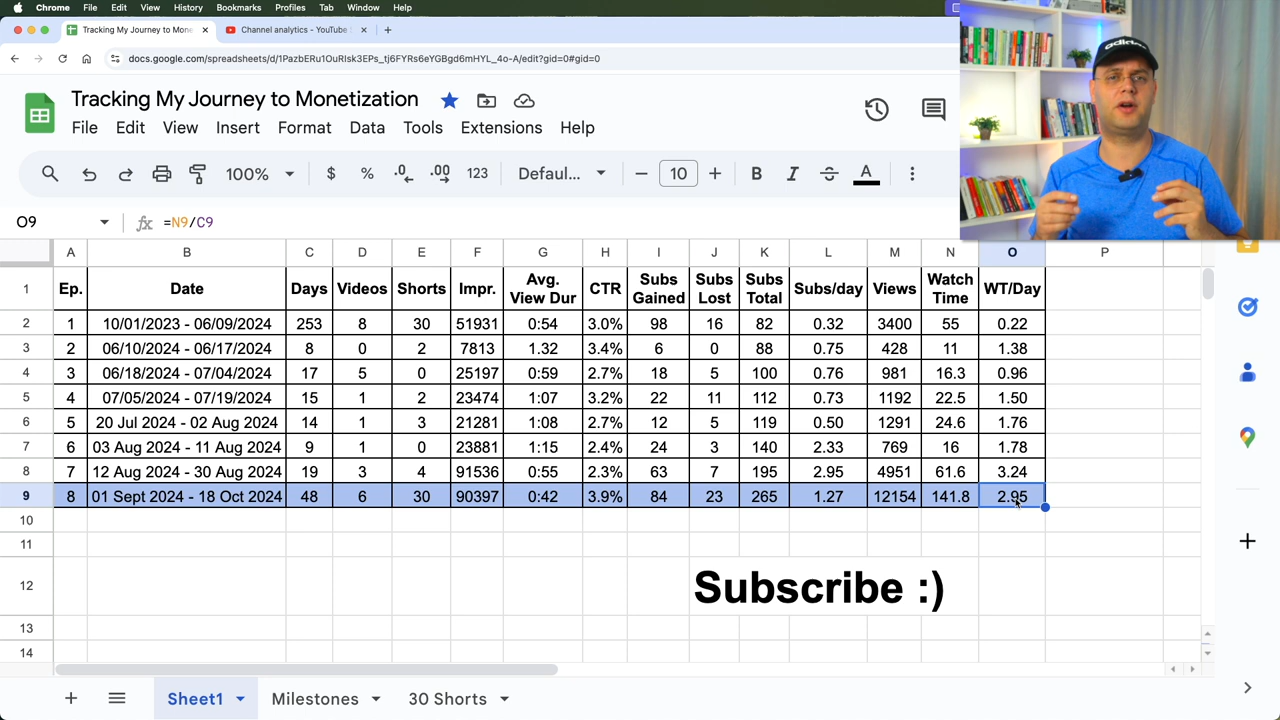 Chrome File Edit View History Bookmarks Profiles Tab Window Help
Tracking My Journey to Mone Channel analytics - YouTube
docs.google.com/spreadsheets/d/1PazbERu1OuRIsk3EPs_tj6FYRs6eYGBgd6mHYL_4o-A/edit?gid=0#gid=0
Tracking My Journey to Monetization
File Edit View Insert Format Data Tools Extensions Help
100% $ % .0 .00 123 Defaul... 10 B I S A
O9 fx =N9/C9
A B C D E F G H I J K L M N O P
1 Ep. Date Days Videos Shorts Impr. Avg. View Dur CTR Subs Gained Subs Lost Subs Total Subs/day Views Watch Time WT/Day
2 1 10/01/2023 - 06/09/2024 253 8 30 51931 0:54 3.0% 98 16 82 0.32 3400 55 0.22
3 2 06/10/2024 - 06/17/2024 8 0 2 7813 1.32 3.4% 6 0 88 0.75 428 11 1.38
4 3 06/18/2024 - 07/04/2024 17 5 0 25197 0:59 2.7% 18 5 100 0.76 981 16.3 0.96
5 4 07/05/2024 - 07/19/2024 15 1 2 23474 1:07 3.2% 22 11 112 0.73 1192 22.5 1.50
6 5 20 Jul 2024 - 02 Aug 2024 14 1 3 21281 1:08 2.7% 12 5 119 0.50 1291 24.6 1.76
7 6 03 Aug 2024 - 11 Aug 2024 9 1 0 23881 1:15 2.4% 24 3 140 2.33 769 16 1.78
8 7 12 Aug 2024 - 30 Aug 2024 19 3 4 91536 0:55 2.3% 63 7 195 2.95 4951 61.6 3.24
9 8 01 Sept 2024 - 18 Oct 2024 48 6 30 90397 0:42 3.9% 84 23 265 1.27 12154 141.8 2.95
10
11
12 Subscribe :)
13
14
Sheet1 Milestones 30 Shorts
adidas